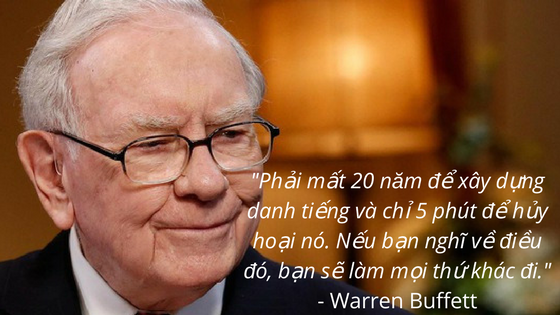 "Phải mất 20 năm để xây dựng
danh tiếng và chỉ 5 phút để hủy
hoại nó. Nếu bạn nghĩ về điều
đó, bạn sẽ làm mọi thứ khác đi."
- Warren Buffett